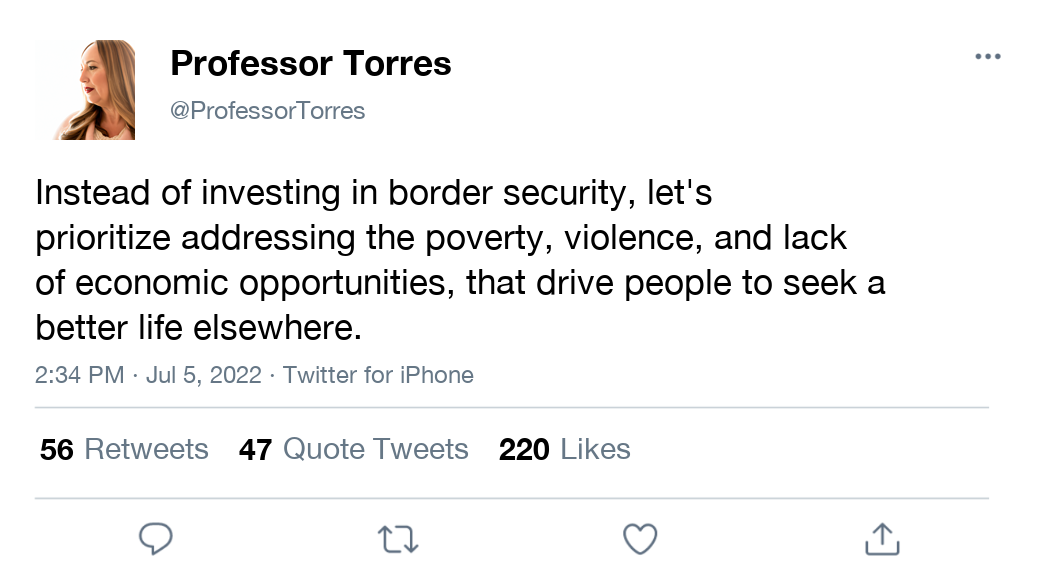 Professor Torres
@ProfessorTorres
Instead of investing in border security, let's
prioritize addressing the poverty, violence, and lack
of economic opportunities, that drive people to seek a
better life elsewhere.
2:34 PM · Jul 5, 2022 · Twitter for iPhone
56 Retweets 47 Quote Tweets 220 Likes